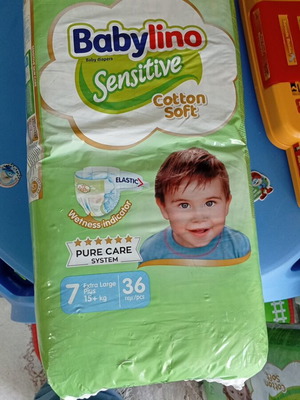 Babylino
Baby diapers
Sensitive
Cotton
Soft
ELASTIC
Wetness indicator
PURE CARE
SYSTEM
7 Extra Large 36
Plus
15+ kg